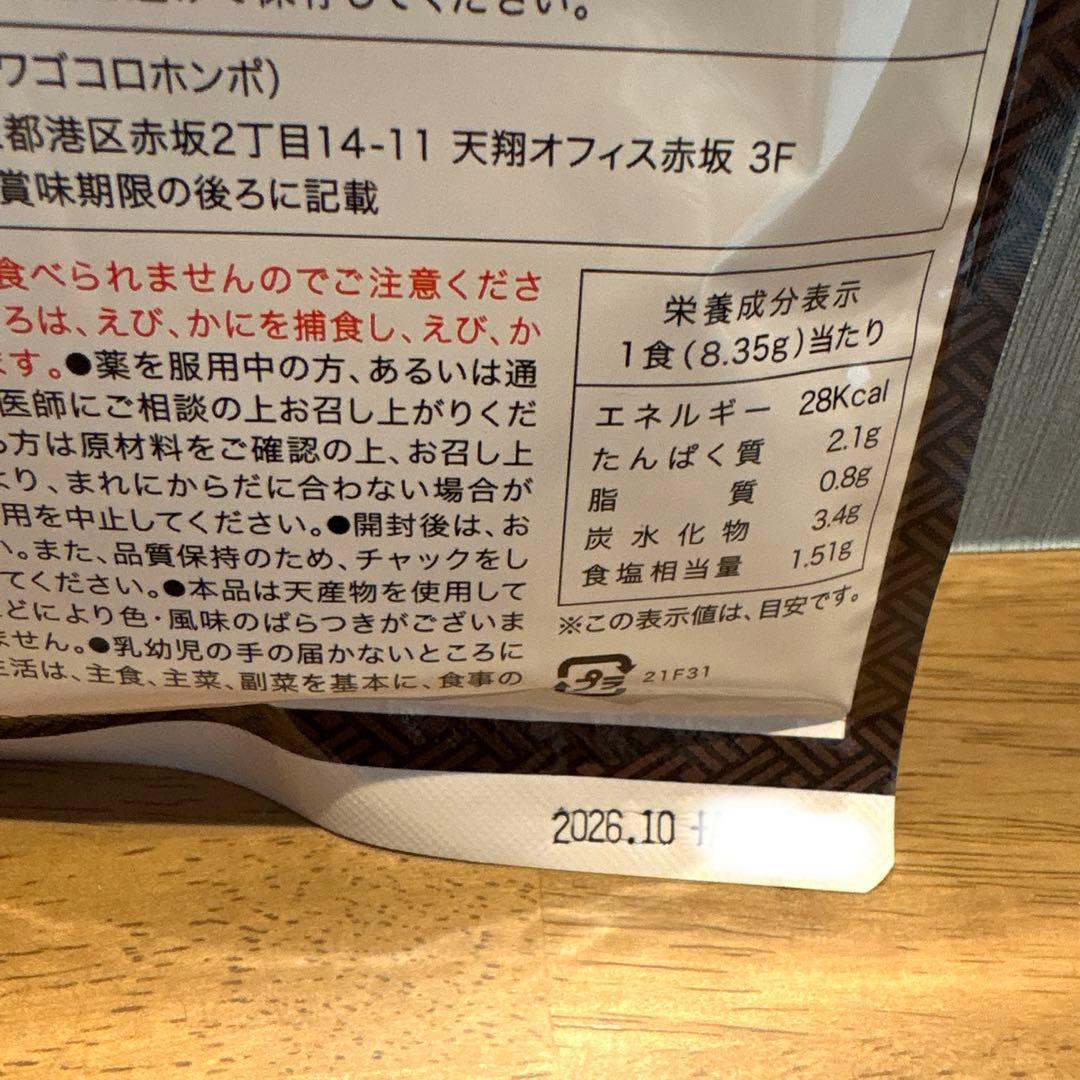 保存してください。
ワゴコロホンポ)
都港区赤坂2丁目14-11 天翔オフィス赤坂 3F
賞味期限の後ろに記載
食べられませんのでご注意くださ
ろは、えび、かにを捕食し、えび、か
ます。●薬を服用中の方、あるいは通
医師にご相談の上お召し上がりくだ
方は原材料をご確認の上、お召し上
より、まれにからだに合わない場合が
用を中止してください。●開封後は、お
い。また、品質保持のため、チャックをし
てください。●本品は天産物を使用して
などにより色・風味のばらつきがございま
ません。●乳幼児の手の届かないところに
生活は、主食、主菜、副菜を基本に、食事の
栄養成分表示
1食(8.35g)当たり
エネルギー 28Kcal
たんぱく質 2.1g
脂質 0.8g
炭水化物 3.4g
食塩相当量 1.51g
※この表示値は、目安です。
プラ 21F31
2026.10